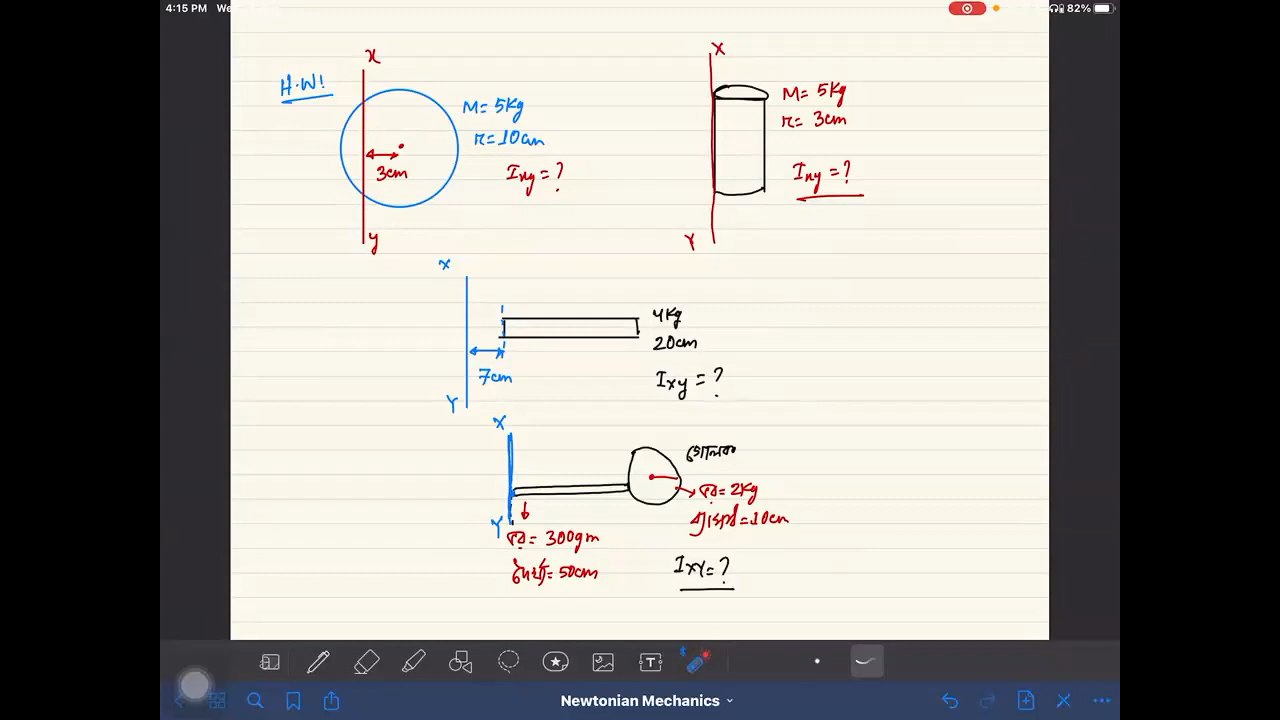 4:15 PM
82%
H.W!
X
M = 5Kg
r = 10cm
3cm
Ixy = ?
y
X
M = 5Kg
r = 3cm
Ixy = ?
Y
X
4Kg
20cm
7cm
Ixy = ?
Y
X
গোলক
ভর = 2Kg
ব্যাসার্ধ = 10cm
Y
ভর = 300gm
দৈর্ঘ্য = 50cm
IXY = ?
T
Newtonian Mechanics